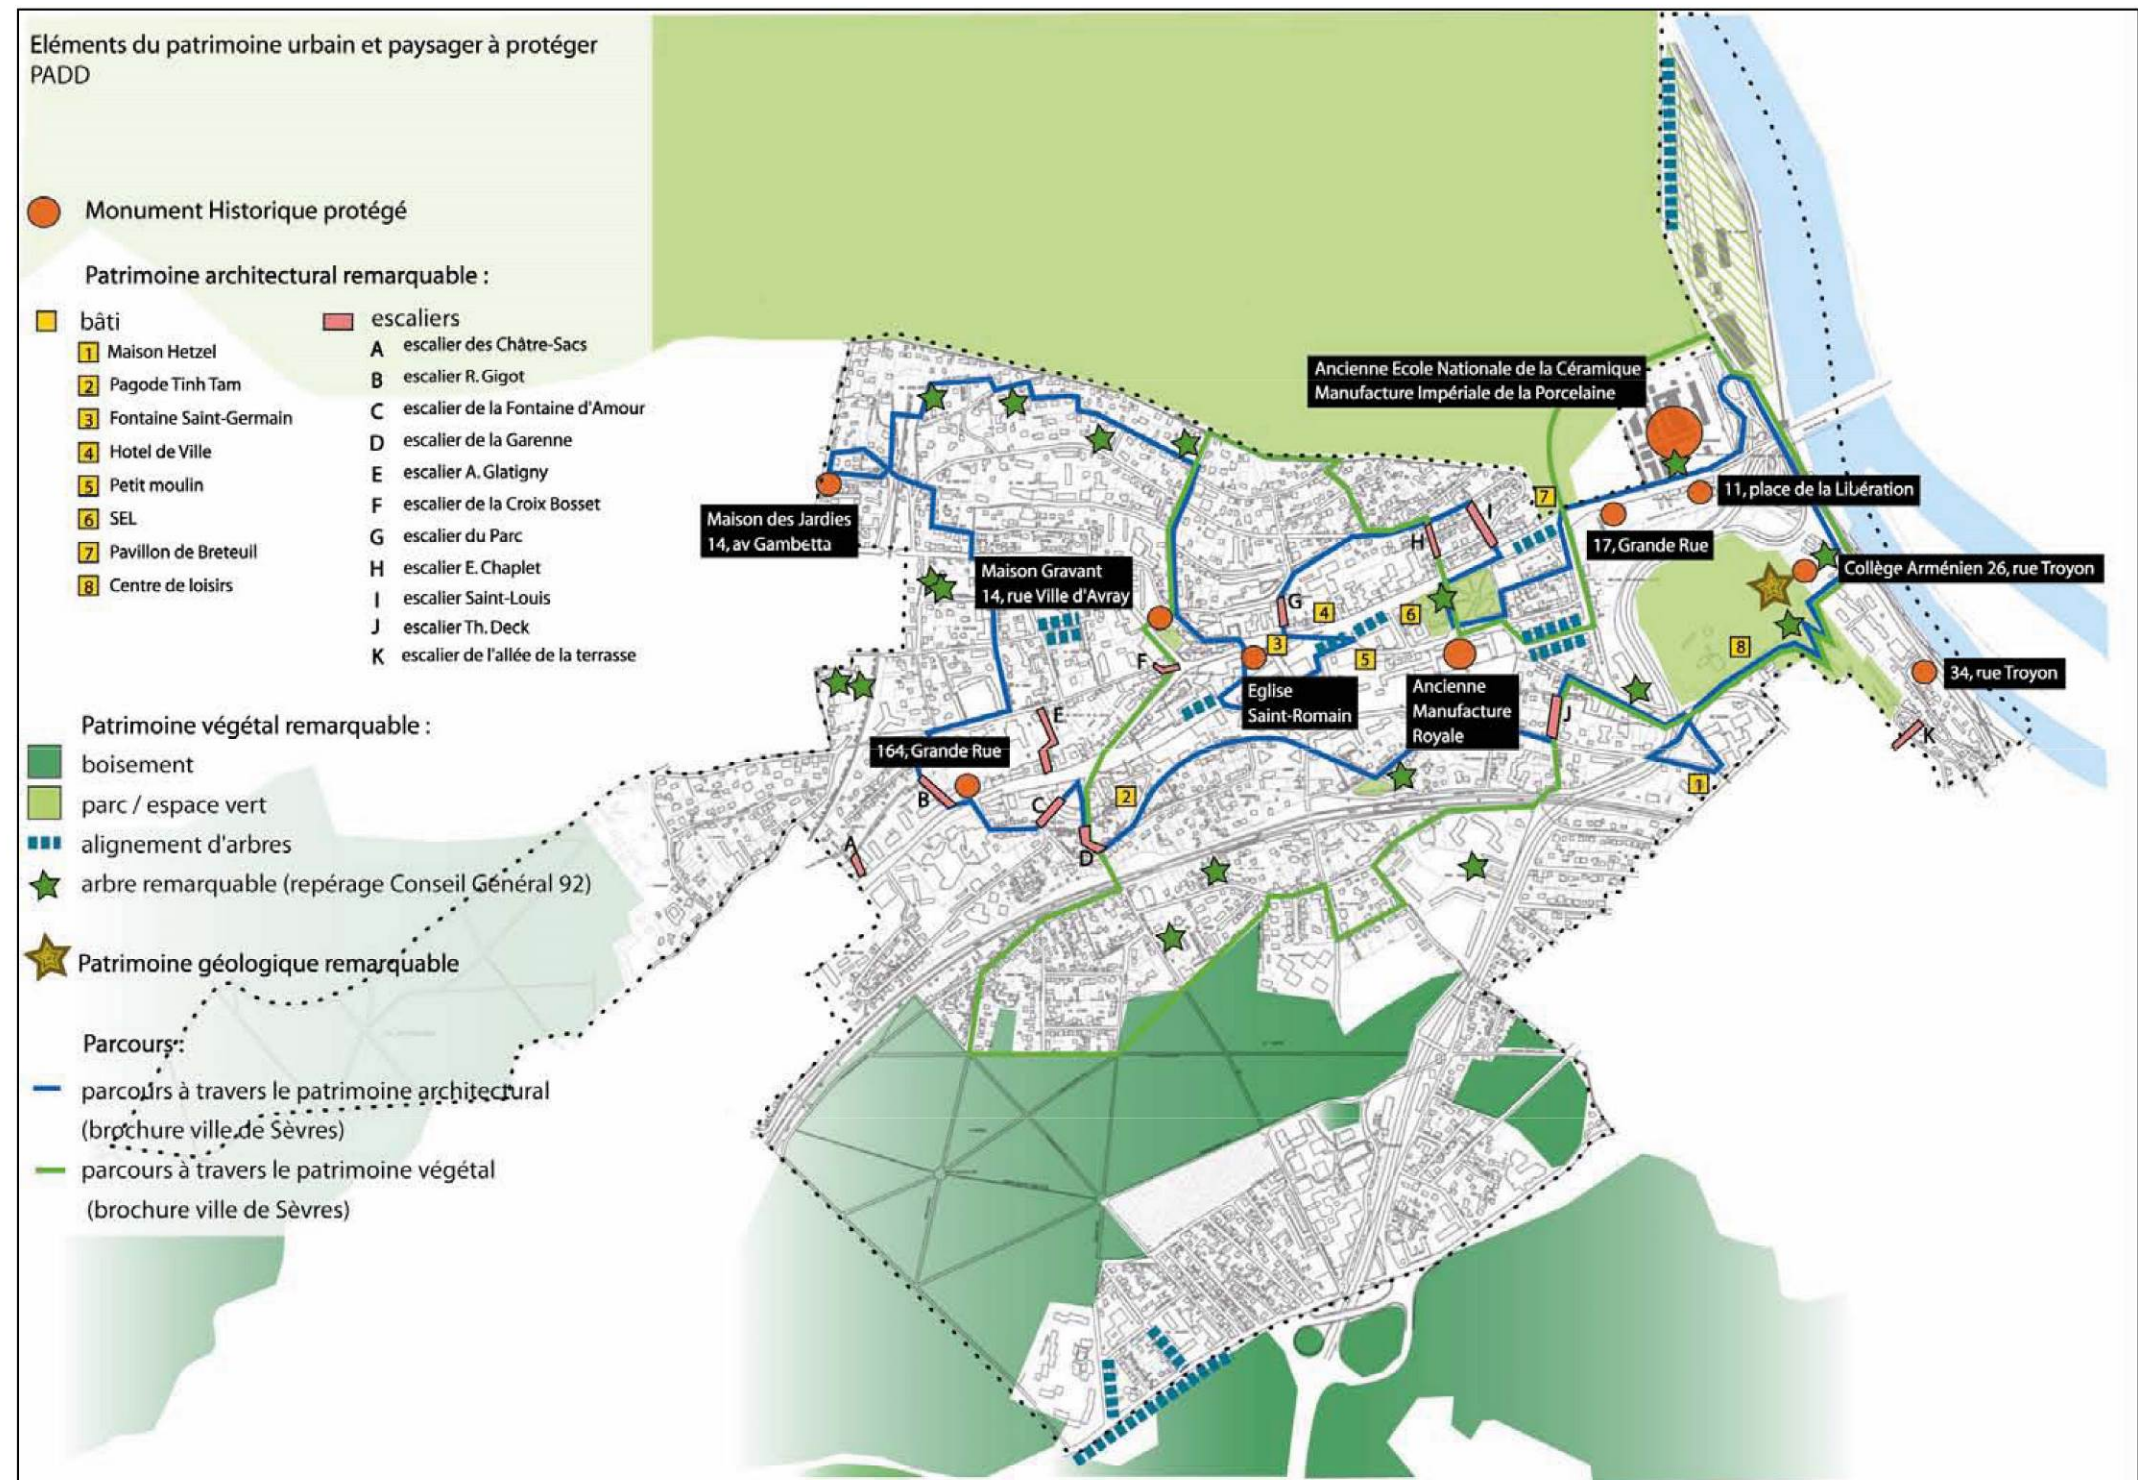 Eléments du patrimoine urbain et paysager à protéger
PADD
Monument Historique protégé
Patrimoine architectural remarquable :
bâti
1 Maison Hetzel
2 Pagode Tinh Tam
3 Fontaine Saint-Germain
4 Hotel de Ville
5 Petit moulin
6 SEL
7 Pavillon de Breteuil
8 Centre de loisirs
escaliers
A escalier des Châtre-Sacs
B escalier R. Gigot
C escalier de la Fontaine d'Amour
D escalier de la Garenne
E escalier A. Glatigny
F escalier de la Croix Bosset
G escalier du Parc
H escalier E. Chaplet
I escalier Saint-Louis
J escalier Th. Deck
K escalier de l'allée de la terrasse
Patrimoine végétal remarquable :
boisement
parc / espace vert
alignement d'arbres
arbre remarquable (repérage Conseil Général 92)
Patrimoine géologique remarquable
Parcours :
parcours à travers le patrimoine architectural
(brochure ville de Sèvres)
parcours à travers le patrimoine végétal
(brochure ville de Sèvres)
Ancienne Ecole Nationale de la Céramique
Manufacture Impériale de la Porcelaine
Maison des Jardies
14, av Gambetta
11, place de la Libération
17, Grande Rue
Collège Arménien 26, rue Troyon
Maison Gravant
14, rue Ville d'Avray
34, rue Troyon
Eglise
Saint-Romain
Ancienne
Manufacture
Royale
164, Grande Rue
7
I
H
G
4
6
3
5
8
F
E
J
K
B
C
2
1
A
D